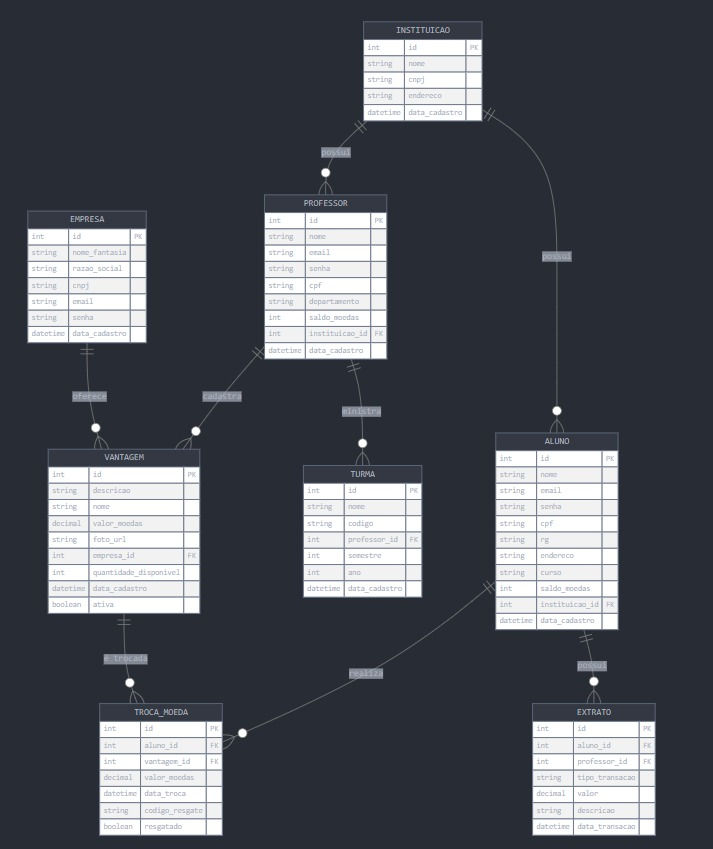 INSTITUICAO
int id PK
string nome
string cnpj
string endereco
datetime data_cadastro
possui
possui
PROFESSOR
int id PK
string nome
string email
string senha
string cpf
string departamento
int saldo_moedas
int instituicao_id FK
datetime data_cadastro
EMPRESA
int id PK
string nome_fantasia
string razao_social
string cnpj
string email
string senha
datetime data_cadastro
oferece
cadastra
ministra
VANTAGEM
int id PK
string descricao
string nome
decimal valor_moedas
string foto_url
int empresa_id FK
int quantidade_disponivel
datetime data_cadastro
boolean ativa
TURMA
int id PK
string nome
string codigo
int professor_id FK
int semestre
int ano
datetime data_cadastro
ALUNO
int id PK
string nome
string email
string senha
string cpf
string rg
string endereco
string curso
int saldo_moedas
int instituicao_id FK
datetime data_cadastro
é trocada
realiza
possui
TROCA_MOEDA
int id PK
int aluno_id FK
int vantagem_id FK
decimal valor_moedas
datetime data_troca
string codigo_resgate
boolean resgatado
EXTRATO
int id PK
int aluno_id FK
int professor_id FK
string tipo_transacao
decimal valor
string descricao
datetime data_transacao